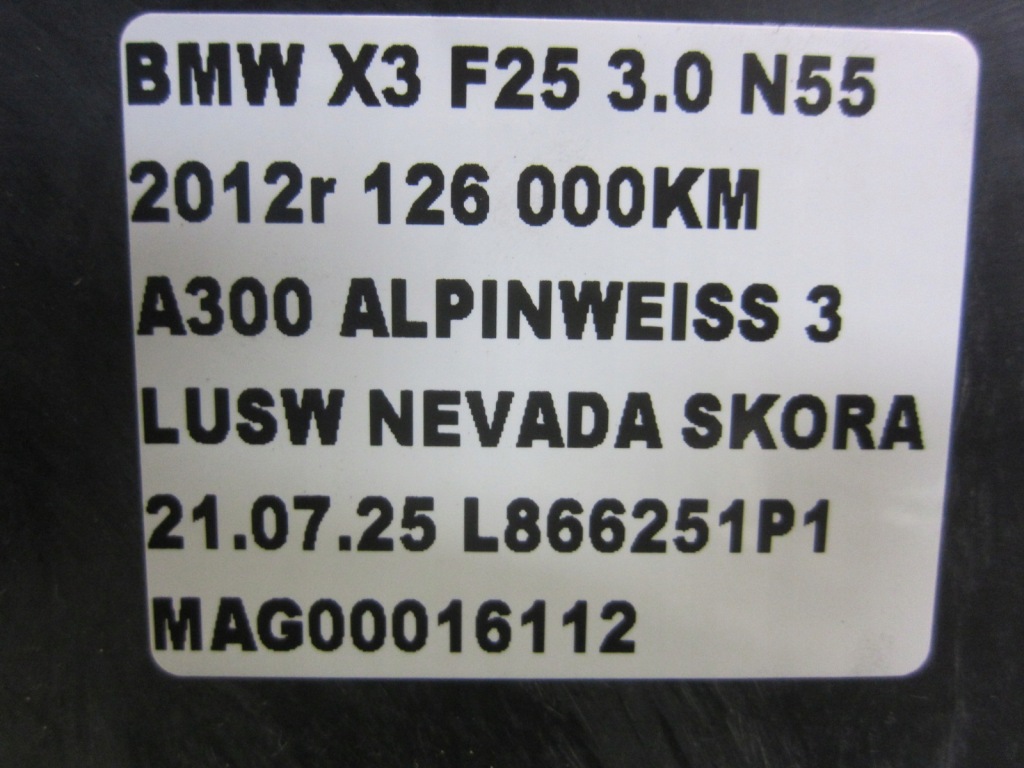 BMW X3 F25 3.0 N55
2012r 126 000KM
A300 ALPINWEISS 3
LUSW NEVADA SKORA
21.07.25 L866251P1
MAG00016112